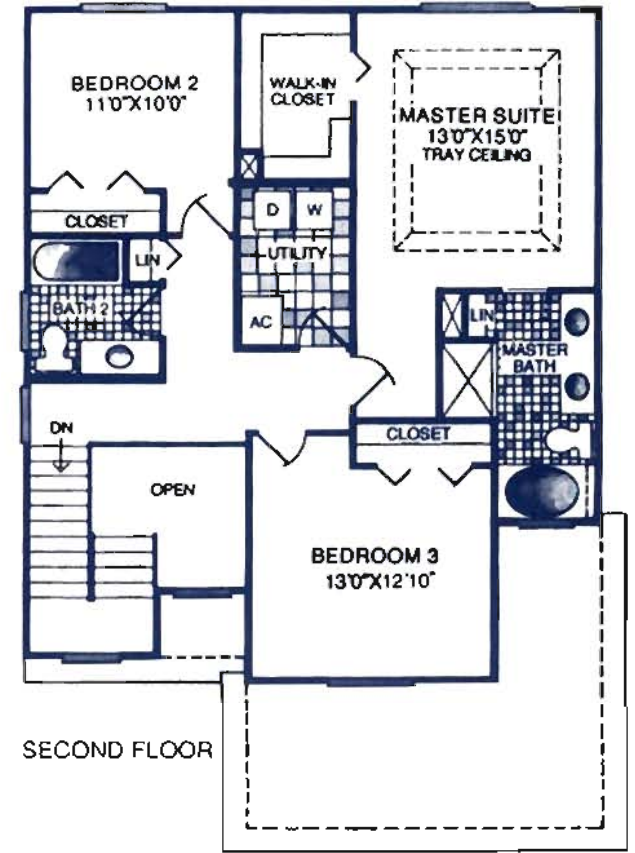 BEDROOM 2
11'0"X10'0"
WALK-IN
CLOSET
MASTER SUITE
13'0"X15'0"
TRAY CEILING
CLOSET
D
W
UTILITY
LIN
BATH 2
AC
LIN
MASTER
BATH
DN
CLOSET
OPEN
BEDROOM 3
13'0"X12'10"
SECOND FLOOR